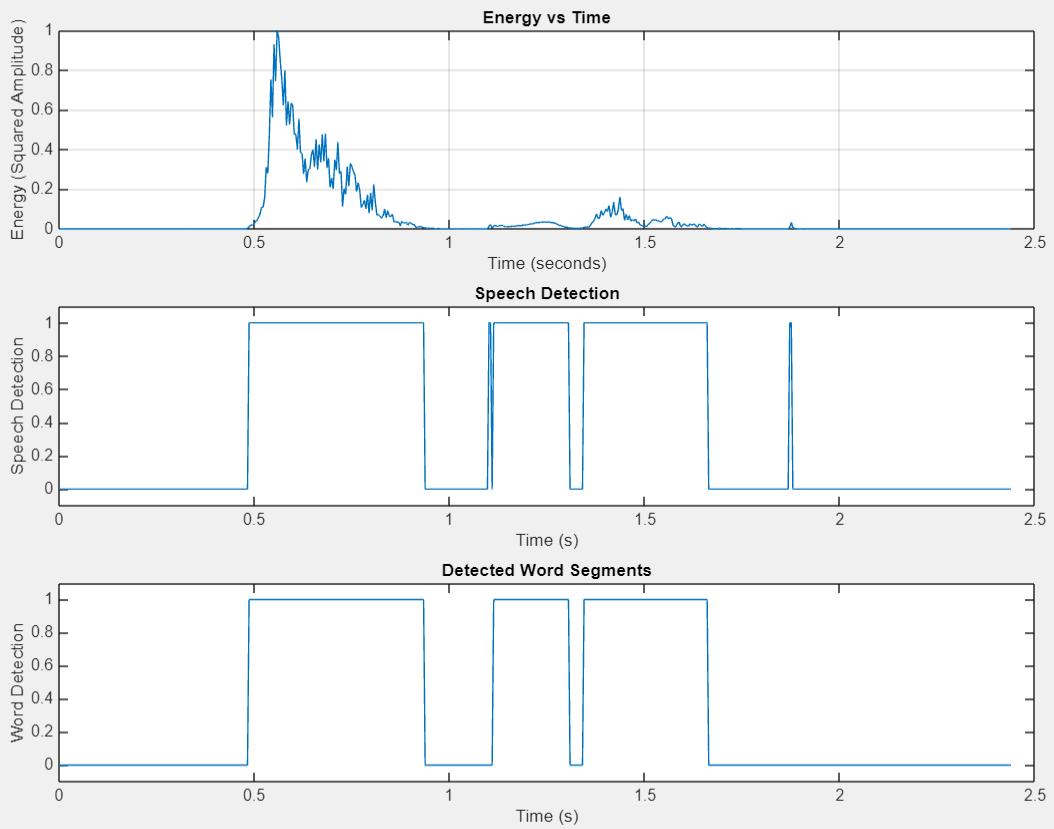 Energy vs Time
Energy (Squared Amplitude)
1
0.8
0.6
0.4
0.2
0
0 0.5 1 1.5 2 2.5
Time (seconds)
Speech Detection
Speech Detection
1
0.8
0.6
0.4
0.2
0
0 0.5 1 1.5 2 2.5
Time (s)
Detected Word Segments
Word Detection
1
0.8
0.6
0.4
0.2
0
0 0.5 1 1.5 2 2.5
Time (s)